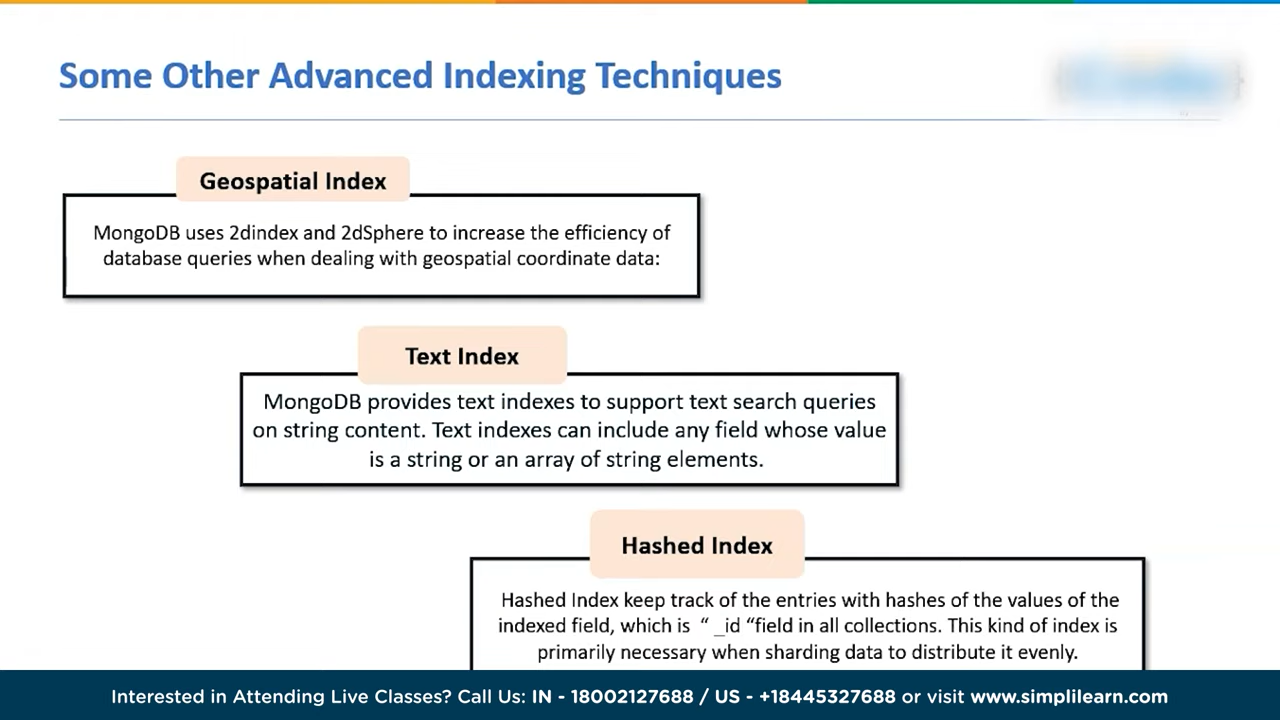 Some Other Advanced Indexing Techniques
Geospatial Index
MongoDB uses 2dindex and 2dSphere to increase the efficiency of
database queries when dealing with geospatial coordinate data:
Text Index
MongoDB provides text indexes to support text search queries
on string content. Text indexes can include any field whose value
is a string or an array of string elements.
Hashed Index
Hashed Index keep track of the entries with hashes of the values of the
indexed field, which is “ _id “field in all collections. This kind of index is
primarily necessary when sharding data to distribute it evenly.
Interested in Attending Live Classes? Call Us: IN - 18002127688 / US - +18445327688 or visit www.simplilearn.com